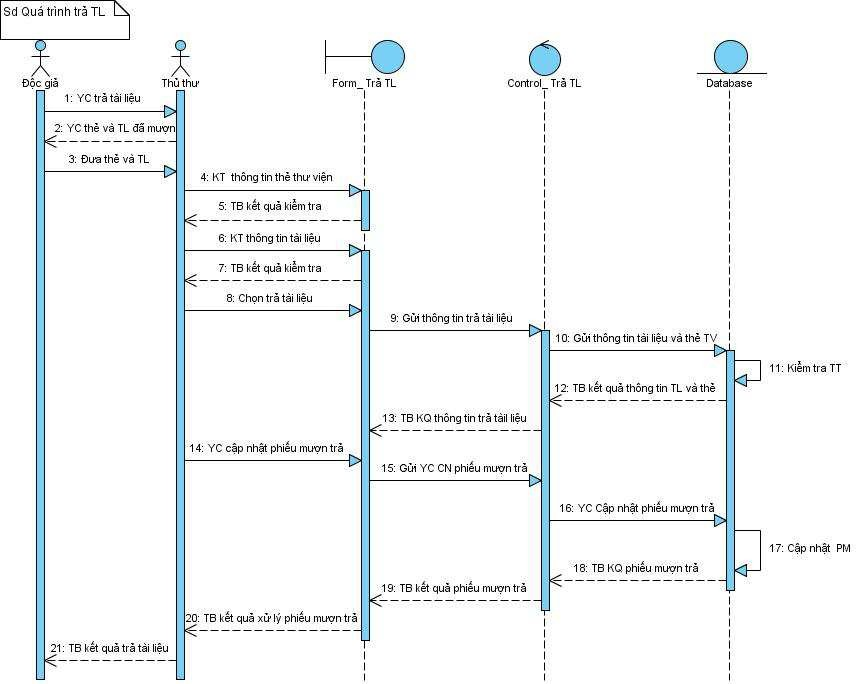 Sd Quá trình trả TL
Độc giả
Thủ thư
Form_ Trả TL
Control_ Trả TL
Database
1: YC trả tài liệu
2: YC thẻ và TL đã mượn
3: Đưa thẻ và TL
4: KT thông tin thẻ thư viện
5: TB kết quả kiểm tra
6: KT thông tin tài liệu
7: TB kết quả kiểm tra
8: Chọn trả tài liệu
9: Gửi thông tin trả tài liệu
10: Gửi thông tin tài liệu và thẻ TV
11: Kiểm tra TT
12: TB kết quả thông tin TL và thẻ
13: TB KQ thông tin trả tàiI liệu
14: YC cập nhật phiếu mượn trả
15: Gửi YC CN phiếu mượn trả
16: YC Cập nhật phiếu mượn trả
17: Cập nhật PM
18: TB KQ phiếu mượn trả
19: TB kết quả phiếu mượn trả
20: TB kết quả xử lý phiếu mượn trả
21: TB kết quả trả tài liệu